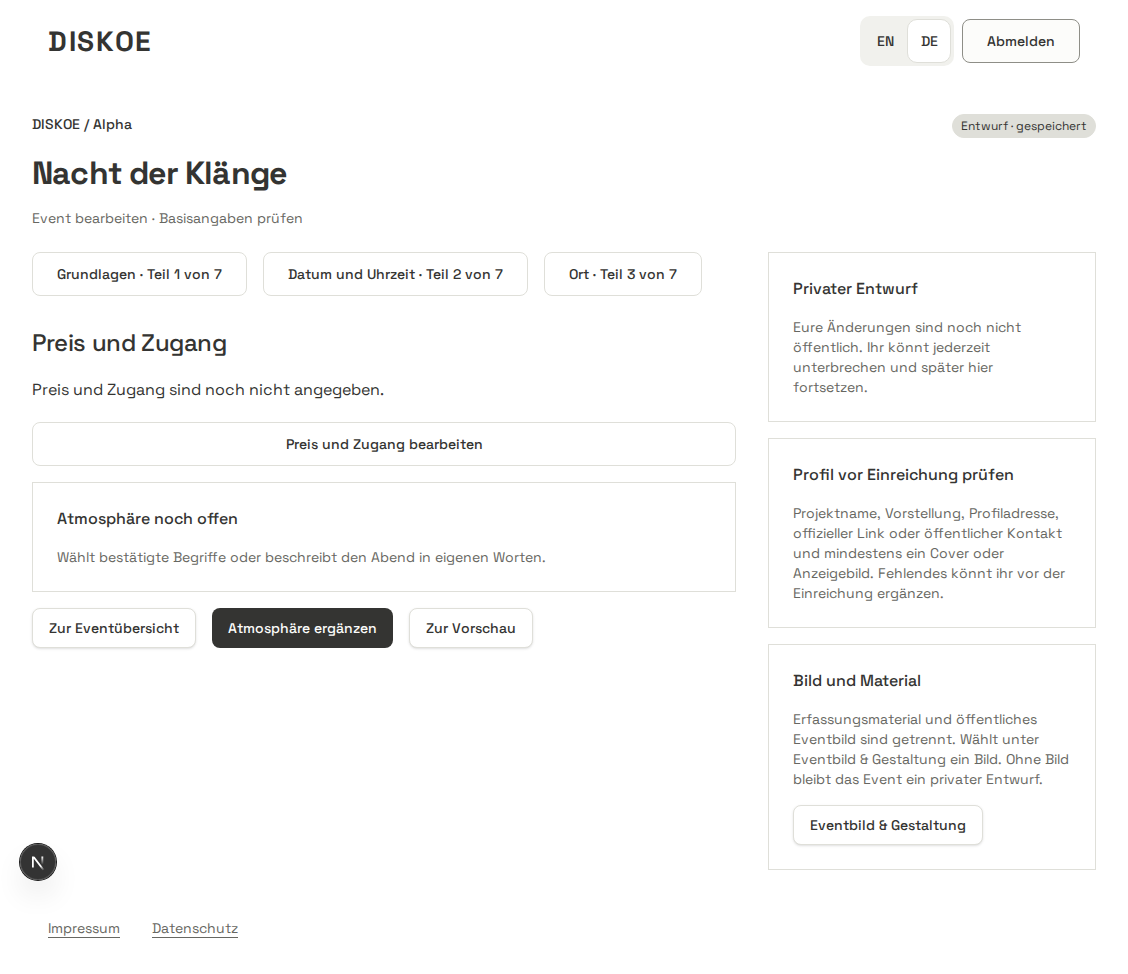 DISKOE
EN
DE
Abmelden
DISKOE / Alpha
Entwurf · gespeichert
Nacht der Klänge
Event bearbeiten · Basisangaben prüfen
Grundlagen · Teil 1 von 7
Datum und Uhrzeit · Teil 2 von 7
Ort · Teil 3 von 7
Preis und Zugang
Preis und Zugang sind noch nicht angegeben.
Preis und Zugang bearbeiten
Atmosphäre noch offen
Wählt bestätigte Begriffe oder beschreibt den Abend in eigenen Worten.
Zur Eventübersicht
Atmosphäre ergänzen
Zur Vorschau
Privater Entwurf
Eure Änderungen sind noch nicht
öffentlich. Ihr könnt jederzeit
unterbrechen und später hier
fortsetzen.
Profil vor Einreichung prüfen
Projektname, Vorstellung, Profiladresse,
offizieller Link oder öffentlicher Kontakt
und mindestens ein Cover oder
Anzeigebild. Fehlendes könnt ihr vor der
Einreichung ergänzen.
Bild und Material
Erfassungsmaterial und öffentliches
Eventbild sind getrennt. Wählt unter
Eventbild & Gestaltung ein Bild. Ohne Bild
bleibt das Event ein privater Entwurf.
Eventbild & Gestaltung
N
Impressum
Datenschutz